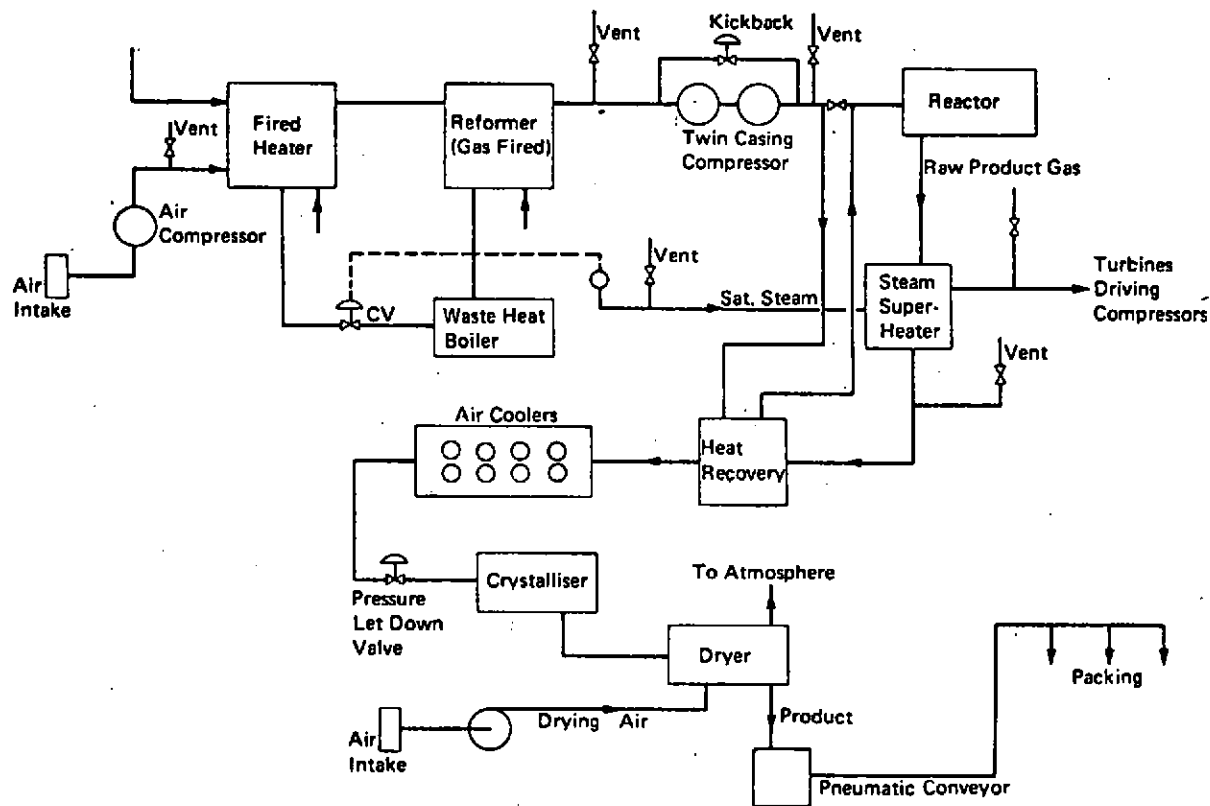 Kickback
Vent
Vent
Vent
Fired
Heater
Reformer
(Gas Fired)
Twin Casing
Compressor
Reactor
Raw Product Gas
Air
Compressor
Air
Intake
Vent
CV
Waste Heat
Boiler
Sat. Steam
Steam
Super-
Heater
Turbines
Driving
Compressors
Vent
Air Coolers
Heat
Recovery
Pressure
Let Down
Valve
Crystalliser
To Atmosphere
Dryer
Packing
Drying Air
Product
Air
Intake
Pneumatic Conveyor